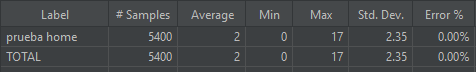 Label # Samples Average Min Max Std. Dev. Error %
prueba home 5400 2 0 17 2.35 0.00%
TOTAL 5400 2 0 17 2.35 0.00%